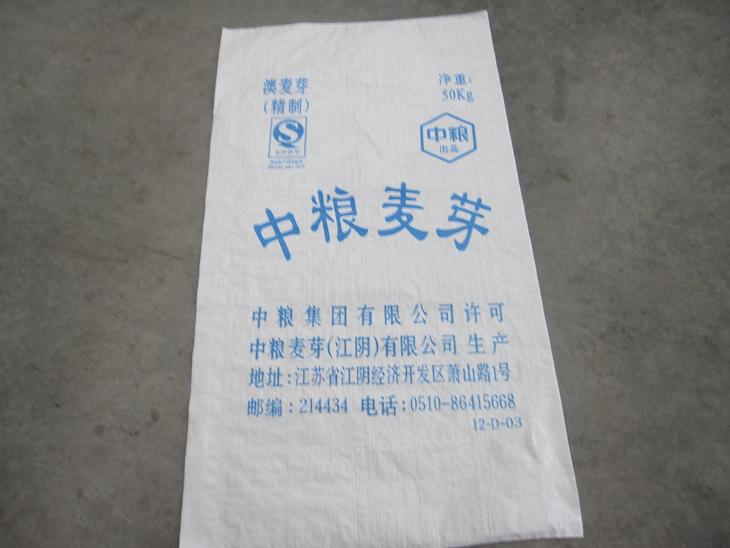 澳麦芽
(精制)
净重:
50Kg
中粮
出品
中粮麦芽
中粮集团有限公司许可
中粮麦芽(江阴)有限公司 生产
地址:江苏省江阴经济开发区萧山路1号
邮编:214434 电话:0510-86415668
12-D-03